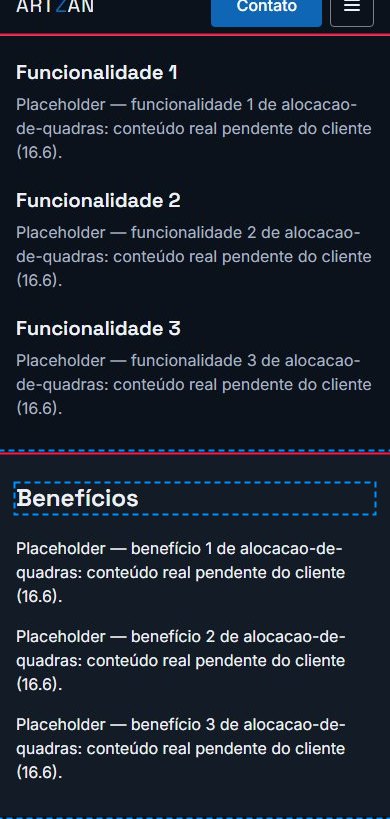 ARTZAN
Contato
Funcionalidade 1
Placeholder — funcionalidade 1 de alocacao-
de-quadras: conteúdo real pendente do cliente
(16.6).
Funcionalidade 2
Placeholder — funcionalidade 2 de alocacao-
de-quadras: conteúdo real pendente do cliente
(16.6).
Funcionalidade 3
Placeholder — funcionalidade 3 de alocacao-
de-quadras: conteúdo real pendente do cliente
(16.6).
Benefícios
Placeholder — benefício 1 de alocacao-de-
quadras: conteúdo real pendente do cliente
(16.6).
Placeholder — benefício 2 de alocacao-de-
quadras: conteúdo real pendente do cliente
(16.6).
Placeholder — benefício 3 de alocacao-de-
quadras: conteúdo real pendente do cliente
(16.6).